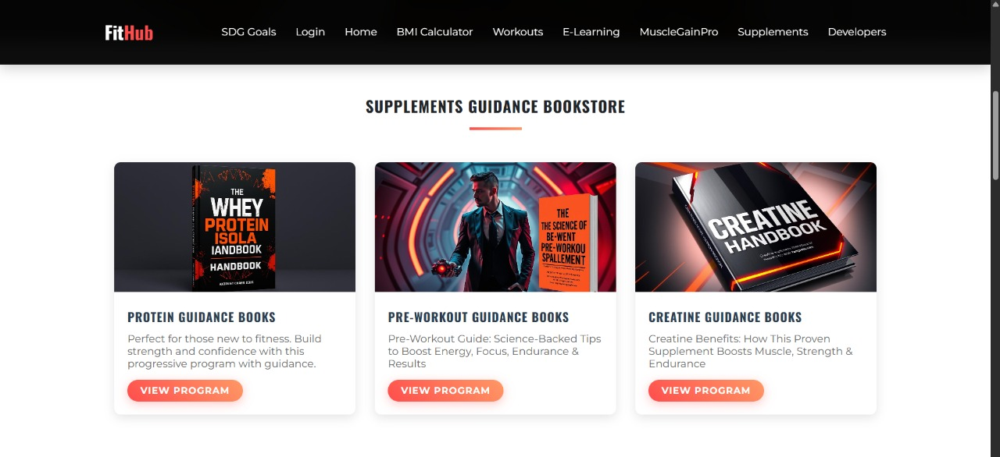 FitHub
SDG Goals Login Home BMI Calculator Workouts E-Learning MuscleGainPro Supplements Developers
SUPPLEMENTS GUIDANCE BOOKSTORE
THE
WHEY
PROTEIN
ISOLA
IANDBOOK
HANDBOOK
THE
THE SCIENCE OF
BE-WENT
PRE-WORKOU
SPALLEMENT
CREATINE
HANDBOOK
PROTEIN GUIDANCE BOOKS
Perfect for those new to fitness. Build
strength and confidence with this
progressive program with guidance.
VIEW PROGRAM
PRE-WORKOUT GUIDANCE BOOKS
Pre-Workout Guide: Science-Backed Tips
to Boost Energy, Focus, Endurance &
Results
VIEW PROGRAM
CREATINE GUIDANCE BOOKS
Creatine Benefits: How This Proven
Supplement Boosts Muscle, Strength &
Endurance
VIEW PROGRAM